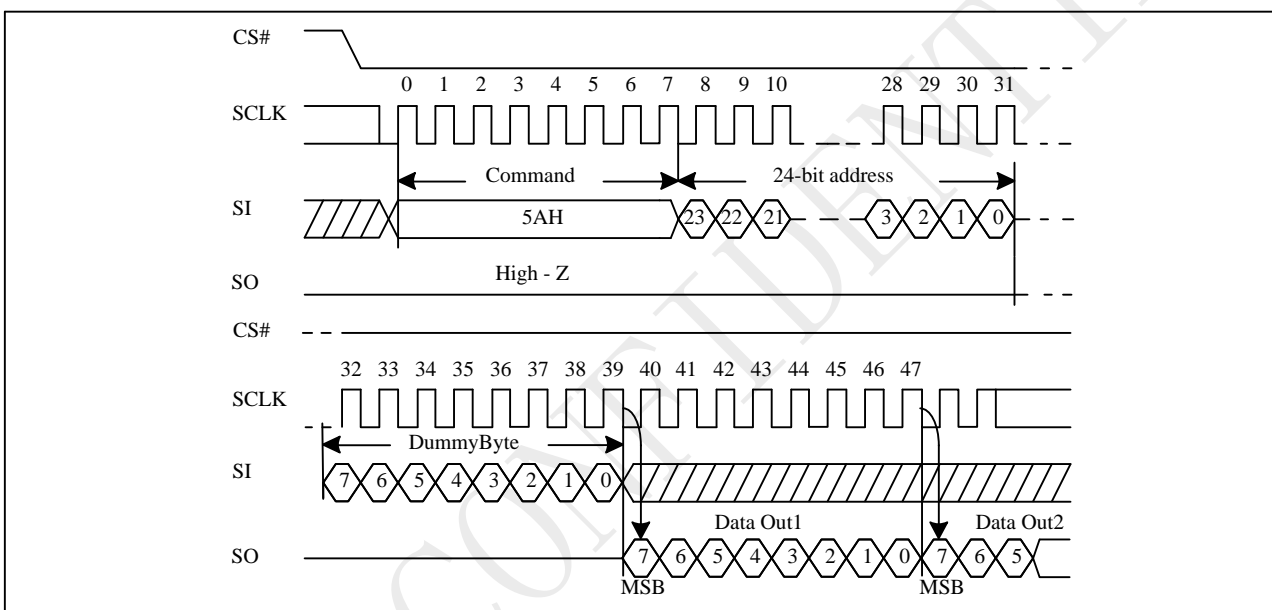 CS#
0 1 2 3 4 5 6 7 8 9 10 28 29 30 31
SCLK
Command 24-bit address
SI 5AH 23 22 21 3 2 1 0
High - Z
SO
CS#
32 33 34 35 36 37 38 39 40 41 42 43 44 45 46 47
SCLK
DummyByte
SI 7 6 5 4 3 2 1 0
Data Out1 Data Out2
SO 7 6 5 4 3 2 1 0 7 6 5
MSB MSB
CONFIDENTI